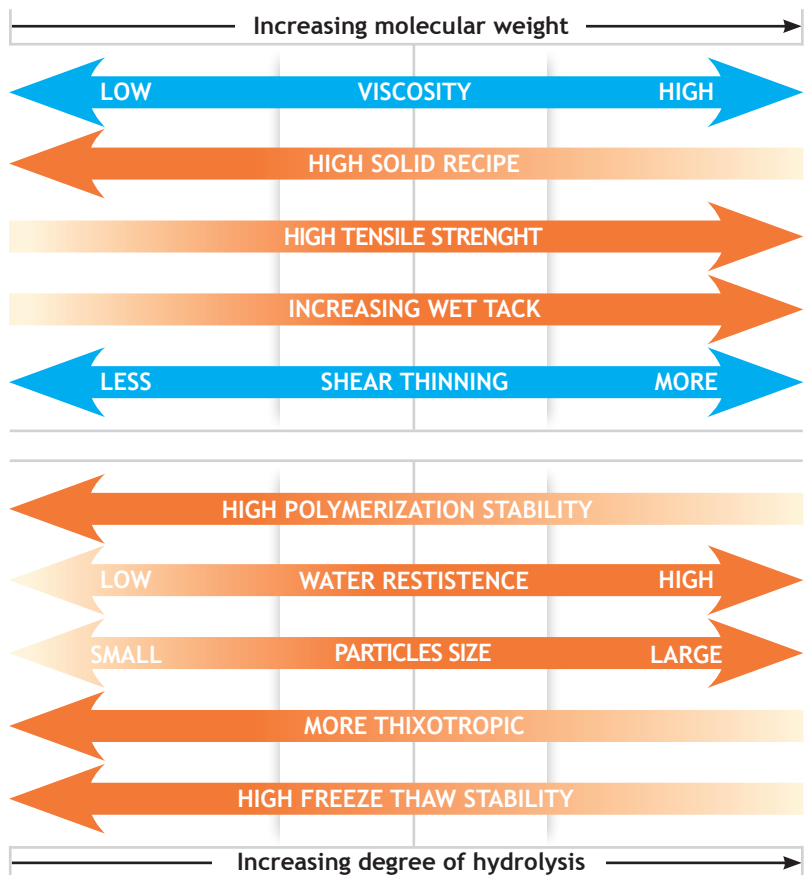 Increasing molecular weight
LOW VISCOSITY HIGH
HIGH SOLID RECIPE
HIGH TENSILE STRENGHT
INCREASING WET TACK
LESS SHEAR THINNING MORE
HIGH POLYMERIZATION STABILITY
LOW WATER RESTISTENCE HIGH
SMALL PARTICLES SIZE LARGE
MORE THIXOTROPIC
HIGH FREEZE THAW STABILITY
Increasing degree of hydrolysis